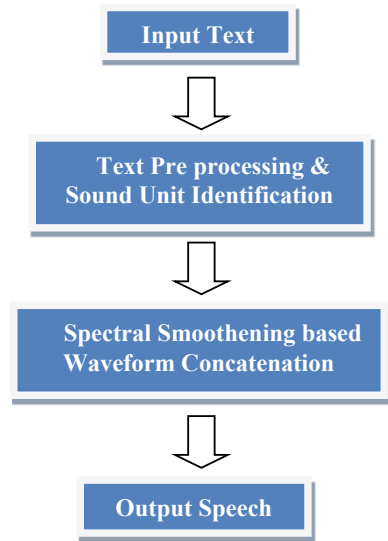 Input Text
Text Pre processing &
Sound Unit Identification
Spectral Smoothening based
Waveform Concatenation
Output Speech